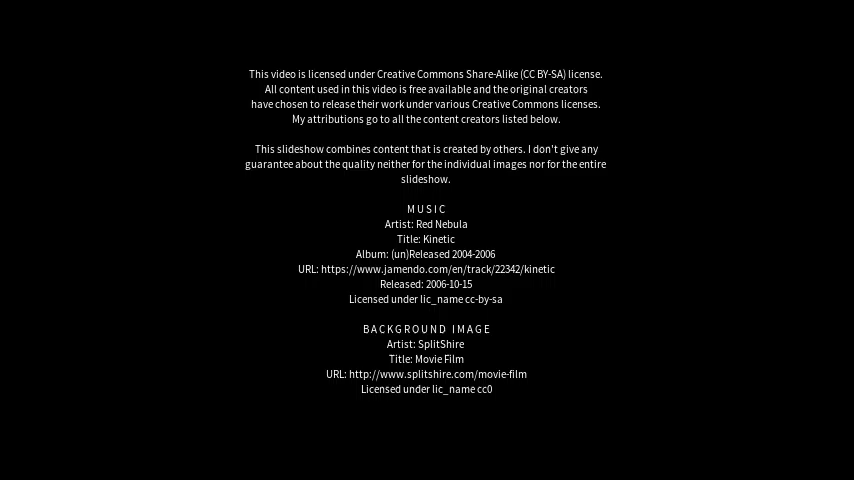 This video is licensed under Creative Commons Share-Alike (CC BY-SA) license.
All content used in this video is free available and the original creators
have chosen to release their work under various Creative Commons licenses.
My attributions go to all the content creators listed below.
This slideshow combines content that is created by others. I don't give any
guarantee about the quality neither for the individual images nor for the entire
slideshow.
MUSIC
Artist: Red Nebula
Title: Kinetic
Album: (un)Released 2004-2006
URL: https://www.jamendo.com/en/track/22342/kinetic
Released: 2006-10-15
Licensed under lic_name cc-by-sa
BACKGROUND IMAGE
Artist: SplitShire
Title: Movie Film
URL: http://www.splitshire.com/movie-film
Licensed under lic_name cc0